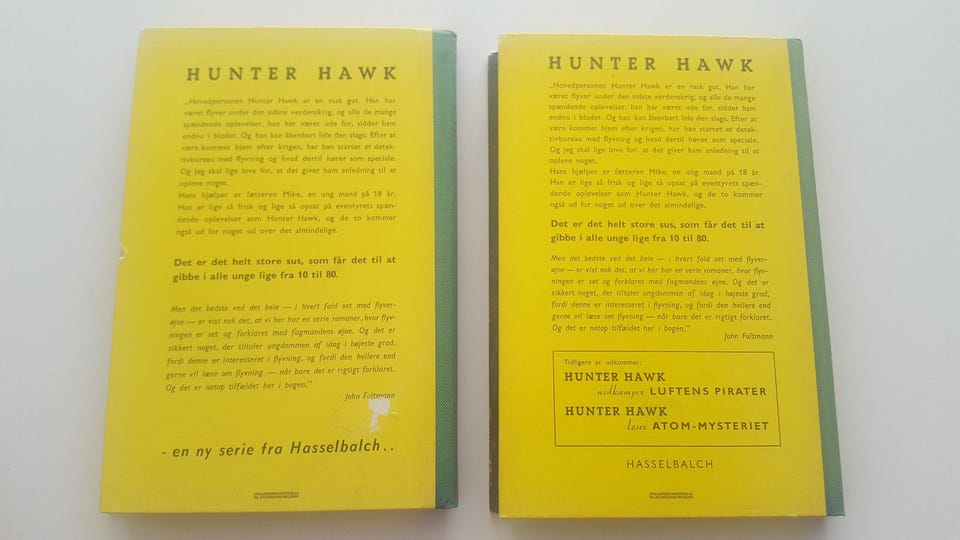 HUNTER HAWK
„Hovedpersonen Hunter Hawk er en rask gut. Han har
været flyver under den sidste verdenskrig, og alle de mange
spændende oplevelser, han har været ude for, sidder ham
endnu i blodet. Og han kan åbenbart lide den slags. Efter at
være kommet hjem efter krigen, har han startet et detek-
tivbureau med flyvning og hvad dertil hører som speciale.
Og jeg skal lige love for, at det giver ham anledning til at
opleve noget.
Hans hjælper er fætteren Mike, en ung mand på 18 år.
Han er lige så frisk og lige så opsat på eventyrets spæn-
dende oplevelser som Hunter Hawk, og de to kommer
også ud for noget ud over det almindelige.
Det er det helt store sus, som får det til at
gibbe i alle unge lige fra 10 til 80.
Men det bedste ved det hele — i hvert fald set med flyver-
øjne — er vist nok det, at vi her har en serie romaner, hvor flyv-
ningen er set og forklaret med fagmandens øjne. Og det er
sikkert noget, der tiltaler ungdommen af idag i højeste grad,
fordi denne er interesseret i flyvning, og fordi den hellere end
gerne vil læse om flyvning — når bare det er rigtigt forklaret.
Og det er netop tilfældet her i bogen.”
John Foltmann
- en ny serie fra Hasselbalch..
HUNTER HAWK
„Hovedpersonen Hunter Hawk er en rask gut. Han har
været flyver under den sidste verdenskrig, og alle de mange
spændende oplevelser, han har været ude for, sidder ham
endnu i blodet. Og han kan åbenbart lide den slags. Efter at
være kommet hjem efter krigen, har han startet et detek-
tivbureau med flyvning og hvad dertil hører som speciale.
Og jeg skal lige love for, at det giver ham anledning til at
opleve noget.
Hans hjælper er fætteren Mike, en ung mand på 18 år.
Han er lige så frisk og lige så opsat på eventyrets spæn-
dende oplevelser som Hunter Hawk, og de to kommer
også ud for noget ud over det almindelige.
Det er det helt store sus, som får det til at
gibbe i alle unge lige fra 10 til 80.
Men det bedste ved det hele — i hvert fald set med flyver-
øjne — er vist nok det, at vi her har en serie romaner, hvor flyv-
ningen er set og forklaret med fagmandens øjne. Og det er
sikkert noget, der tiltaler ungdommen af idag i højeste grad,
fordi denne er interesseret i flyvning, og fordi den hellere end
gerne vil læse om flyvning — når bare det er rigtigt forklaret.
Og det er netop tilfældet her i bogen.”
John Foltmann
Tidligere er udkommet:
HUNTER HAWK
nedkæmper LUFTENS PIRATER
HUNTER HAWK
løser ATOM-MYSTERIET
HASSELBALCH